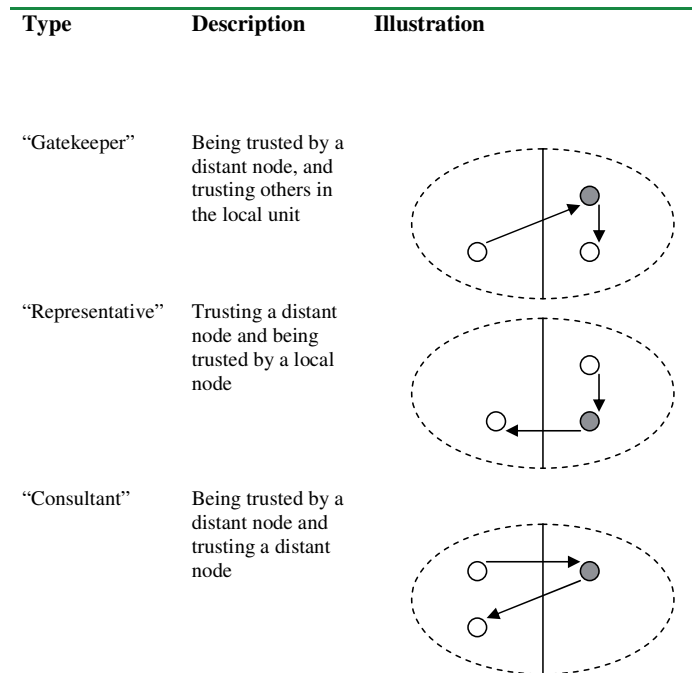 Type Description Illustration
“Gatekeeper” Being trusted by a
distant node, and
trusting others in
the local unit
“Representative” Trusting a distant
node and being
trusted by a local
node
“Consultant” Being trusted by a
distant node and
trusting a distant
node